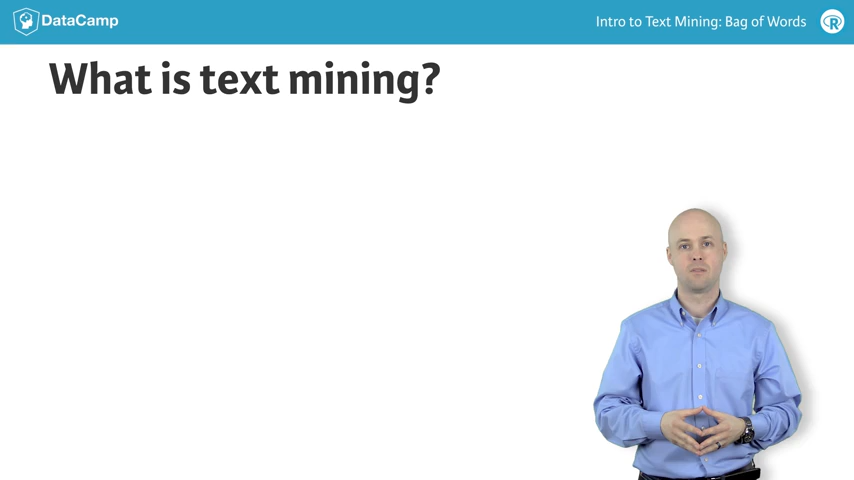 DataCamp
Intro to Text Mining: Bag of Words
R
What is text mining?